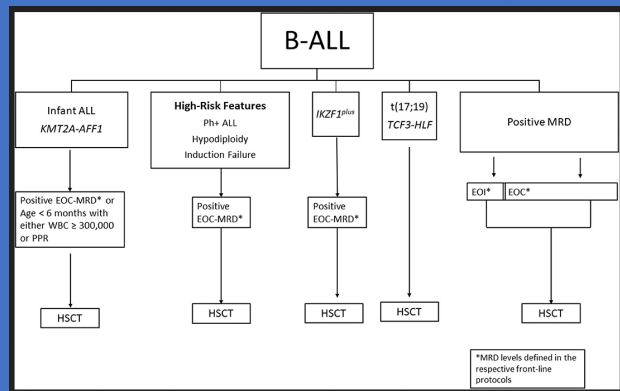 B-ALL
Infant ALL
KMT2A-AFF1
High-Risk Features
Ph+ ALL
Hypodiploidy
Induction Failure
IKZF1plus
t(17;19)
TCF3-HLF
Positive MRD
Positive EOC-MRD* or
Age < 6 months with
either WBC ≥ 300,000
or PPR
Positive
EOC-MRD*
Positive
EOC-MRD*
EOI*
EOC*
HSCT
HSCT
HSCT
HSCT
HSCT
*MRD levels defined in the
respective front-line
protocols